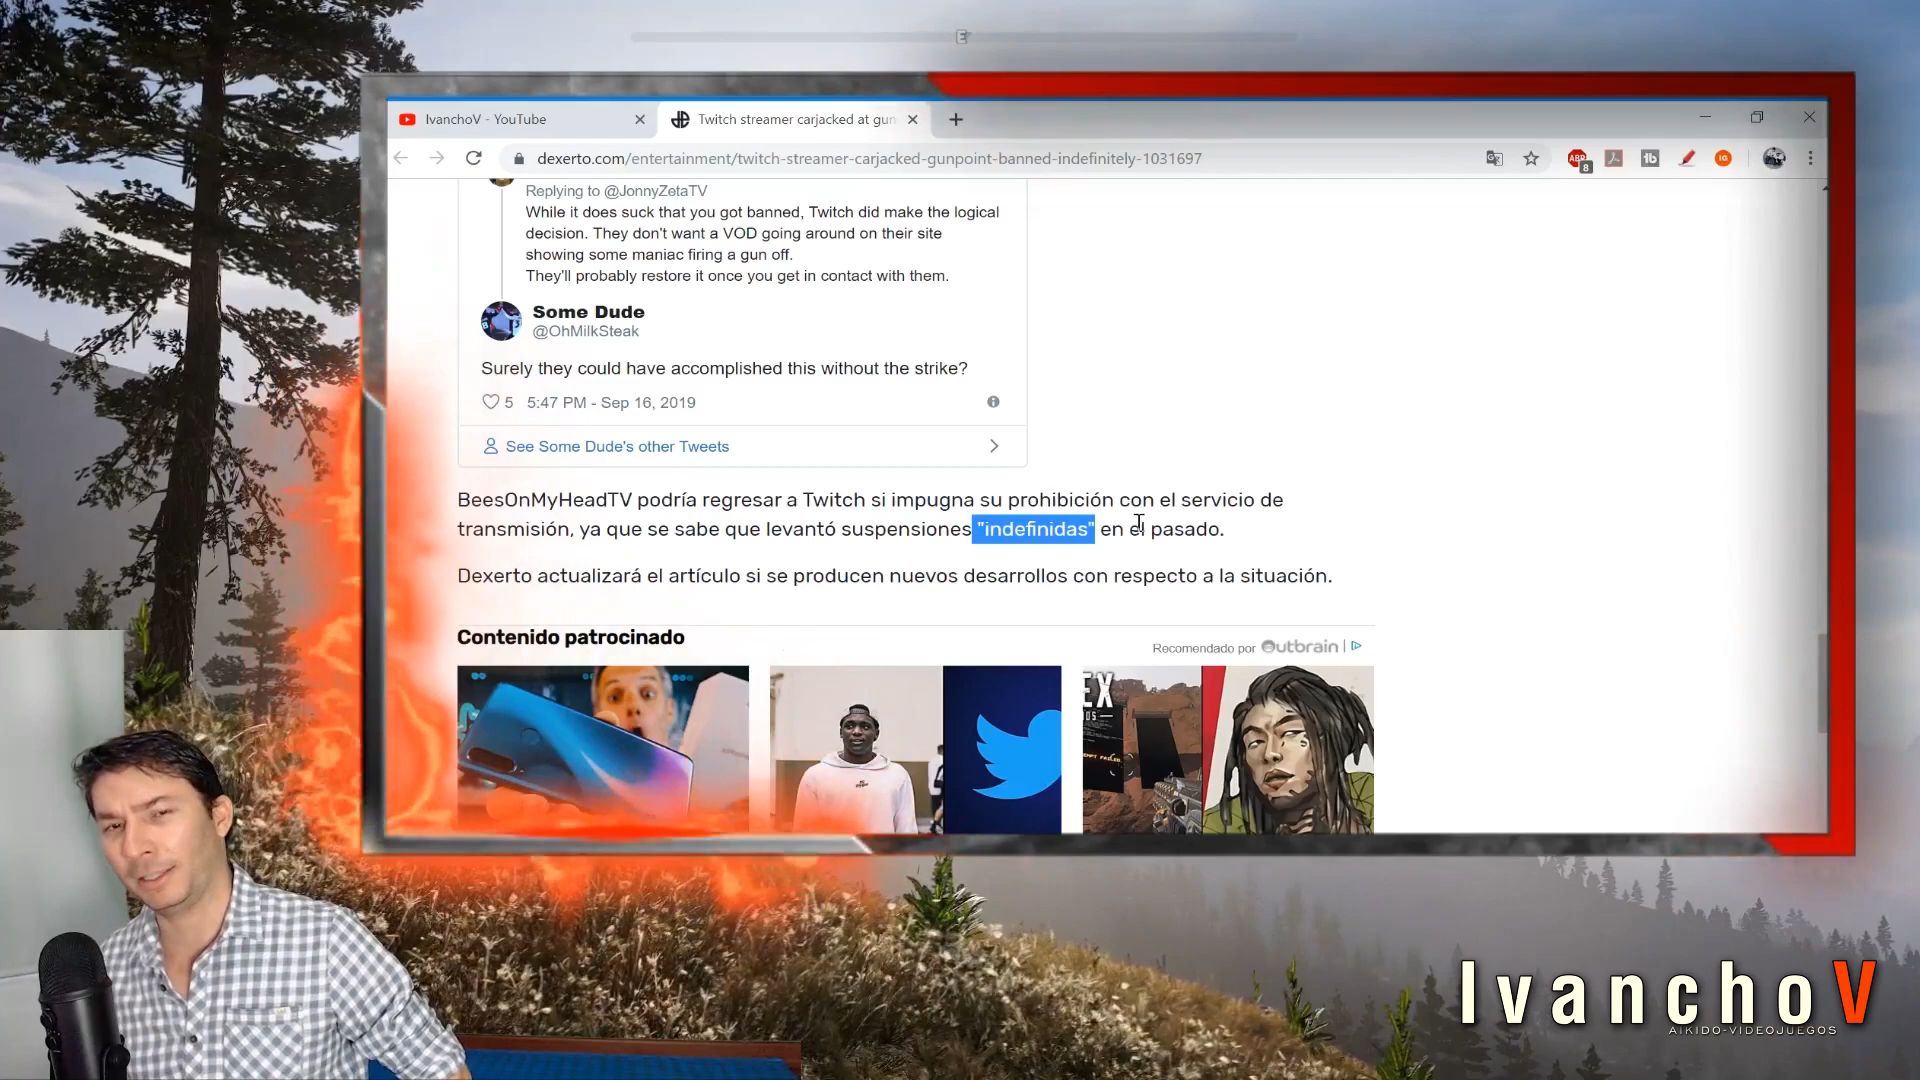 IvanchoV - YouTube
Twitch streamer carjacked at gun
dexerto.com/entertainment/twitch-streamer-carjacked-gunpoint-banned-indefinitely-1031697
ABP
8
tb
IG
Replying to @JonnyZetaTV
While it does suck that you got banned, Twitch did make the logical
decision. They don't want a VOD going around on their site
showing some maniac firing a gun off.
They'll probably restore it once you get in contact with them.
Some Dude
@OhMilkSteak
Surely they could have accomplished this without the strike?
5 5:47 PM - Sep 16, 2019
See Some Dude's other Tweets
BeesOnMyHeadTV podría regresar a Twitch si impugna su prohibición con el servicio de
transmisión, ya que se sabe que levantó suspensiones "indefinidas" en el pasado.
Dexerto actualizará el artículo si se producen nuevos desarrollos con respecto a la situación.
Contenido patrocinado
Recomendado por Outbrain
EX
IvanchoV
AIKIDO-VIDEOJUEGOS